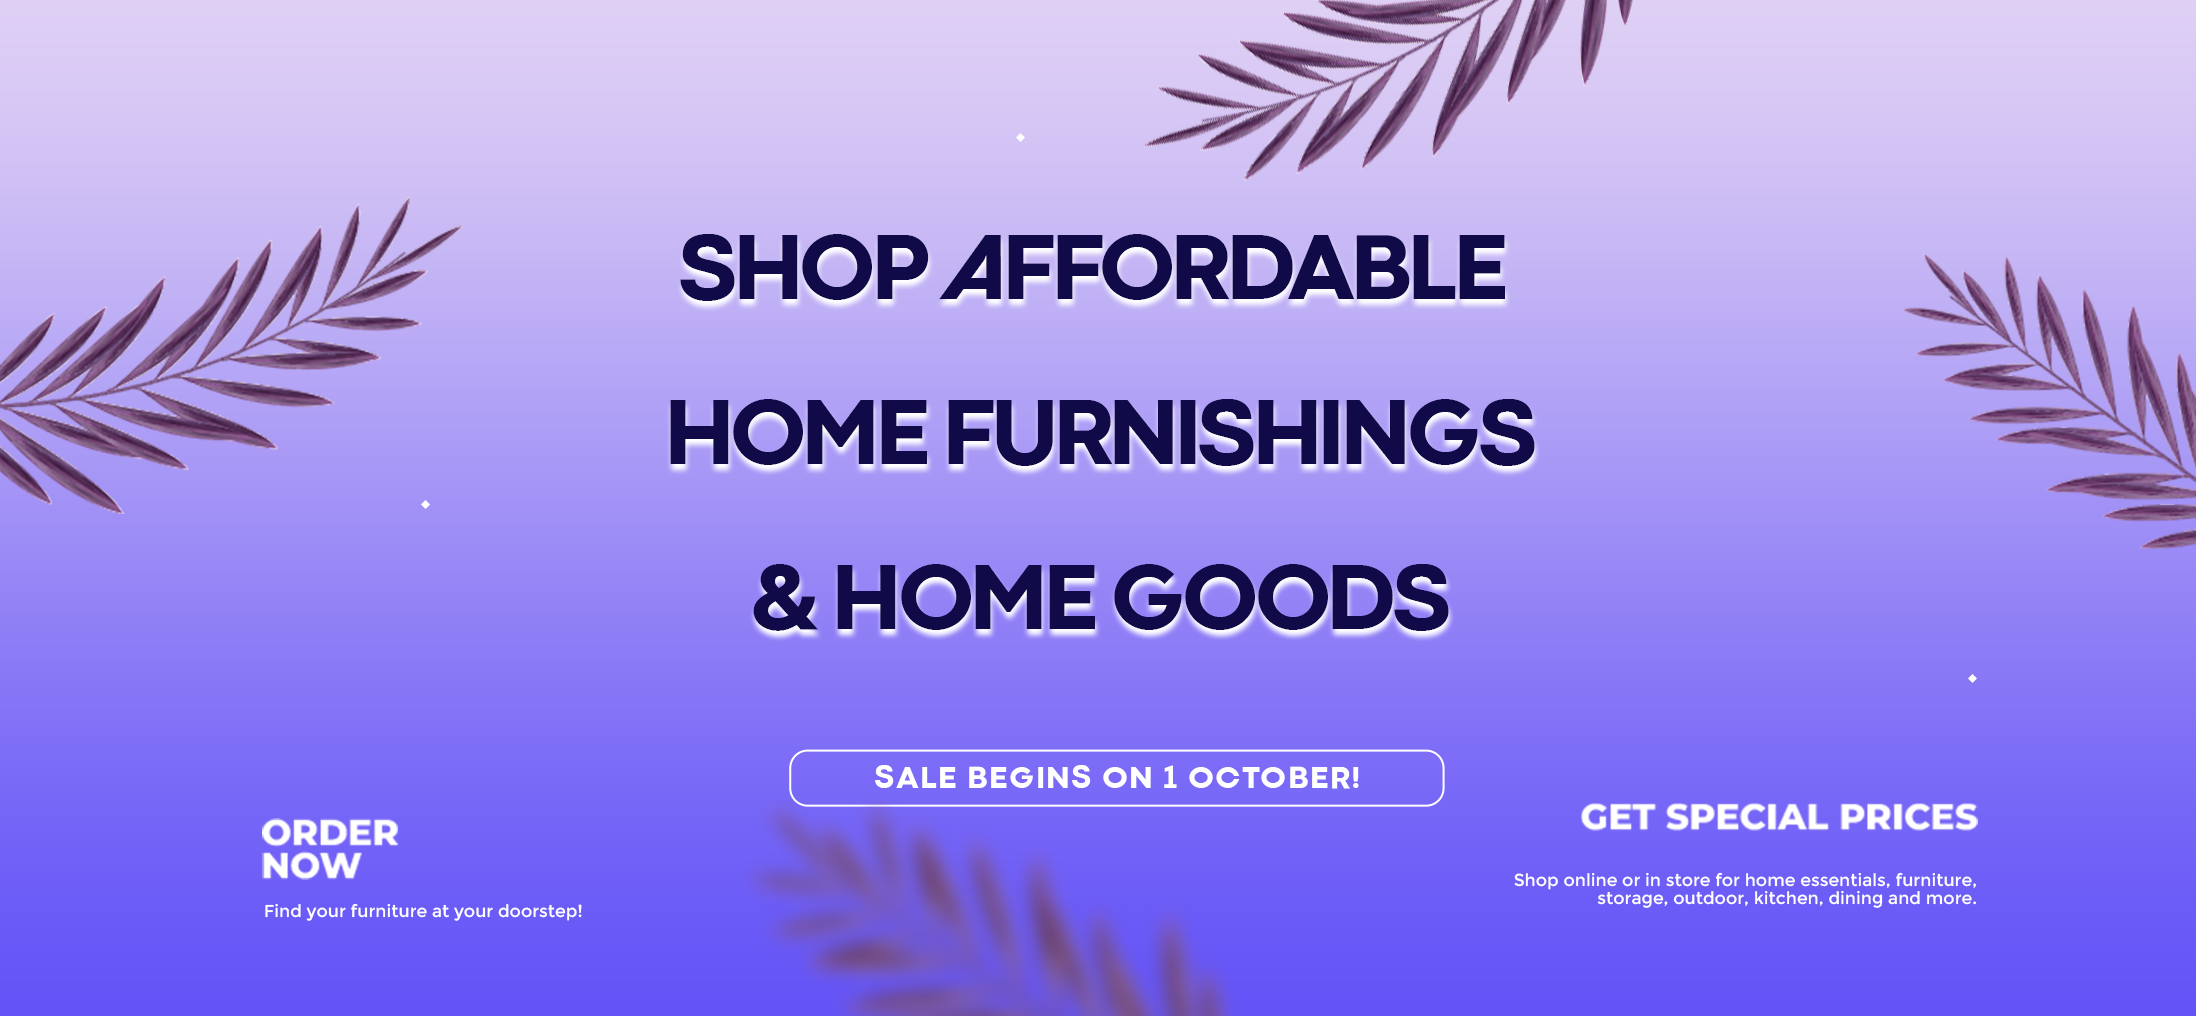 SHOP AFFORDABLE
HOME FURNISHINGS
& HOME GOODS
SALE BEGINS ON 1 OCTOBER!
ORDER
NOW
Find your furniture at your doorstep!
GET SPECIAL PRICES
Shop online or in store for home essentials, furniture,
storage, outdoor, kitchen, dining and more.